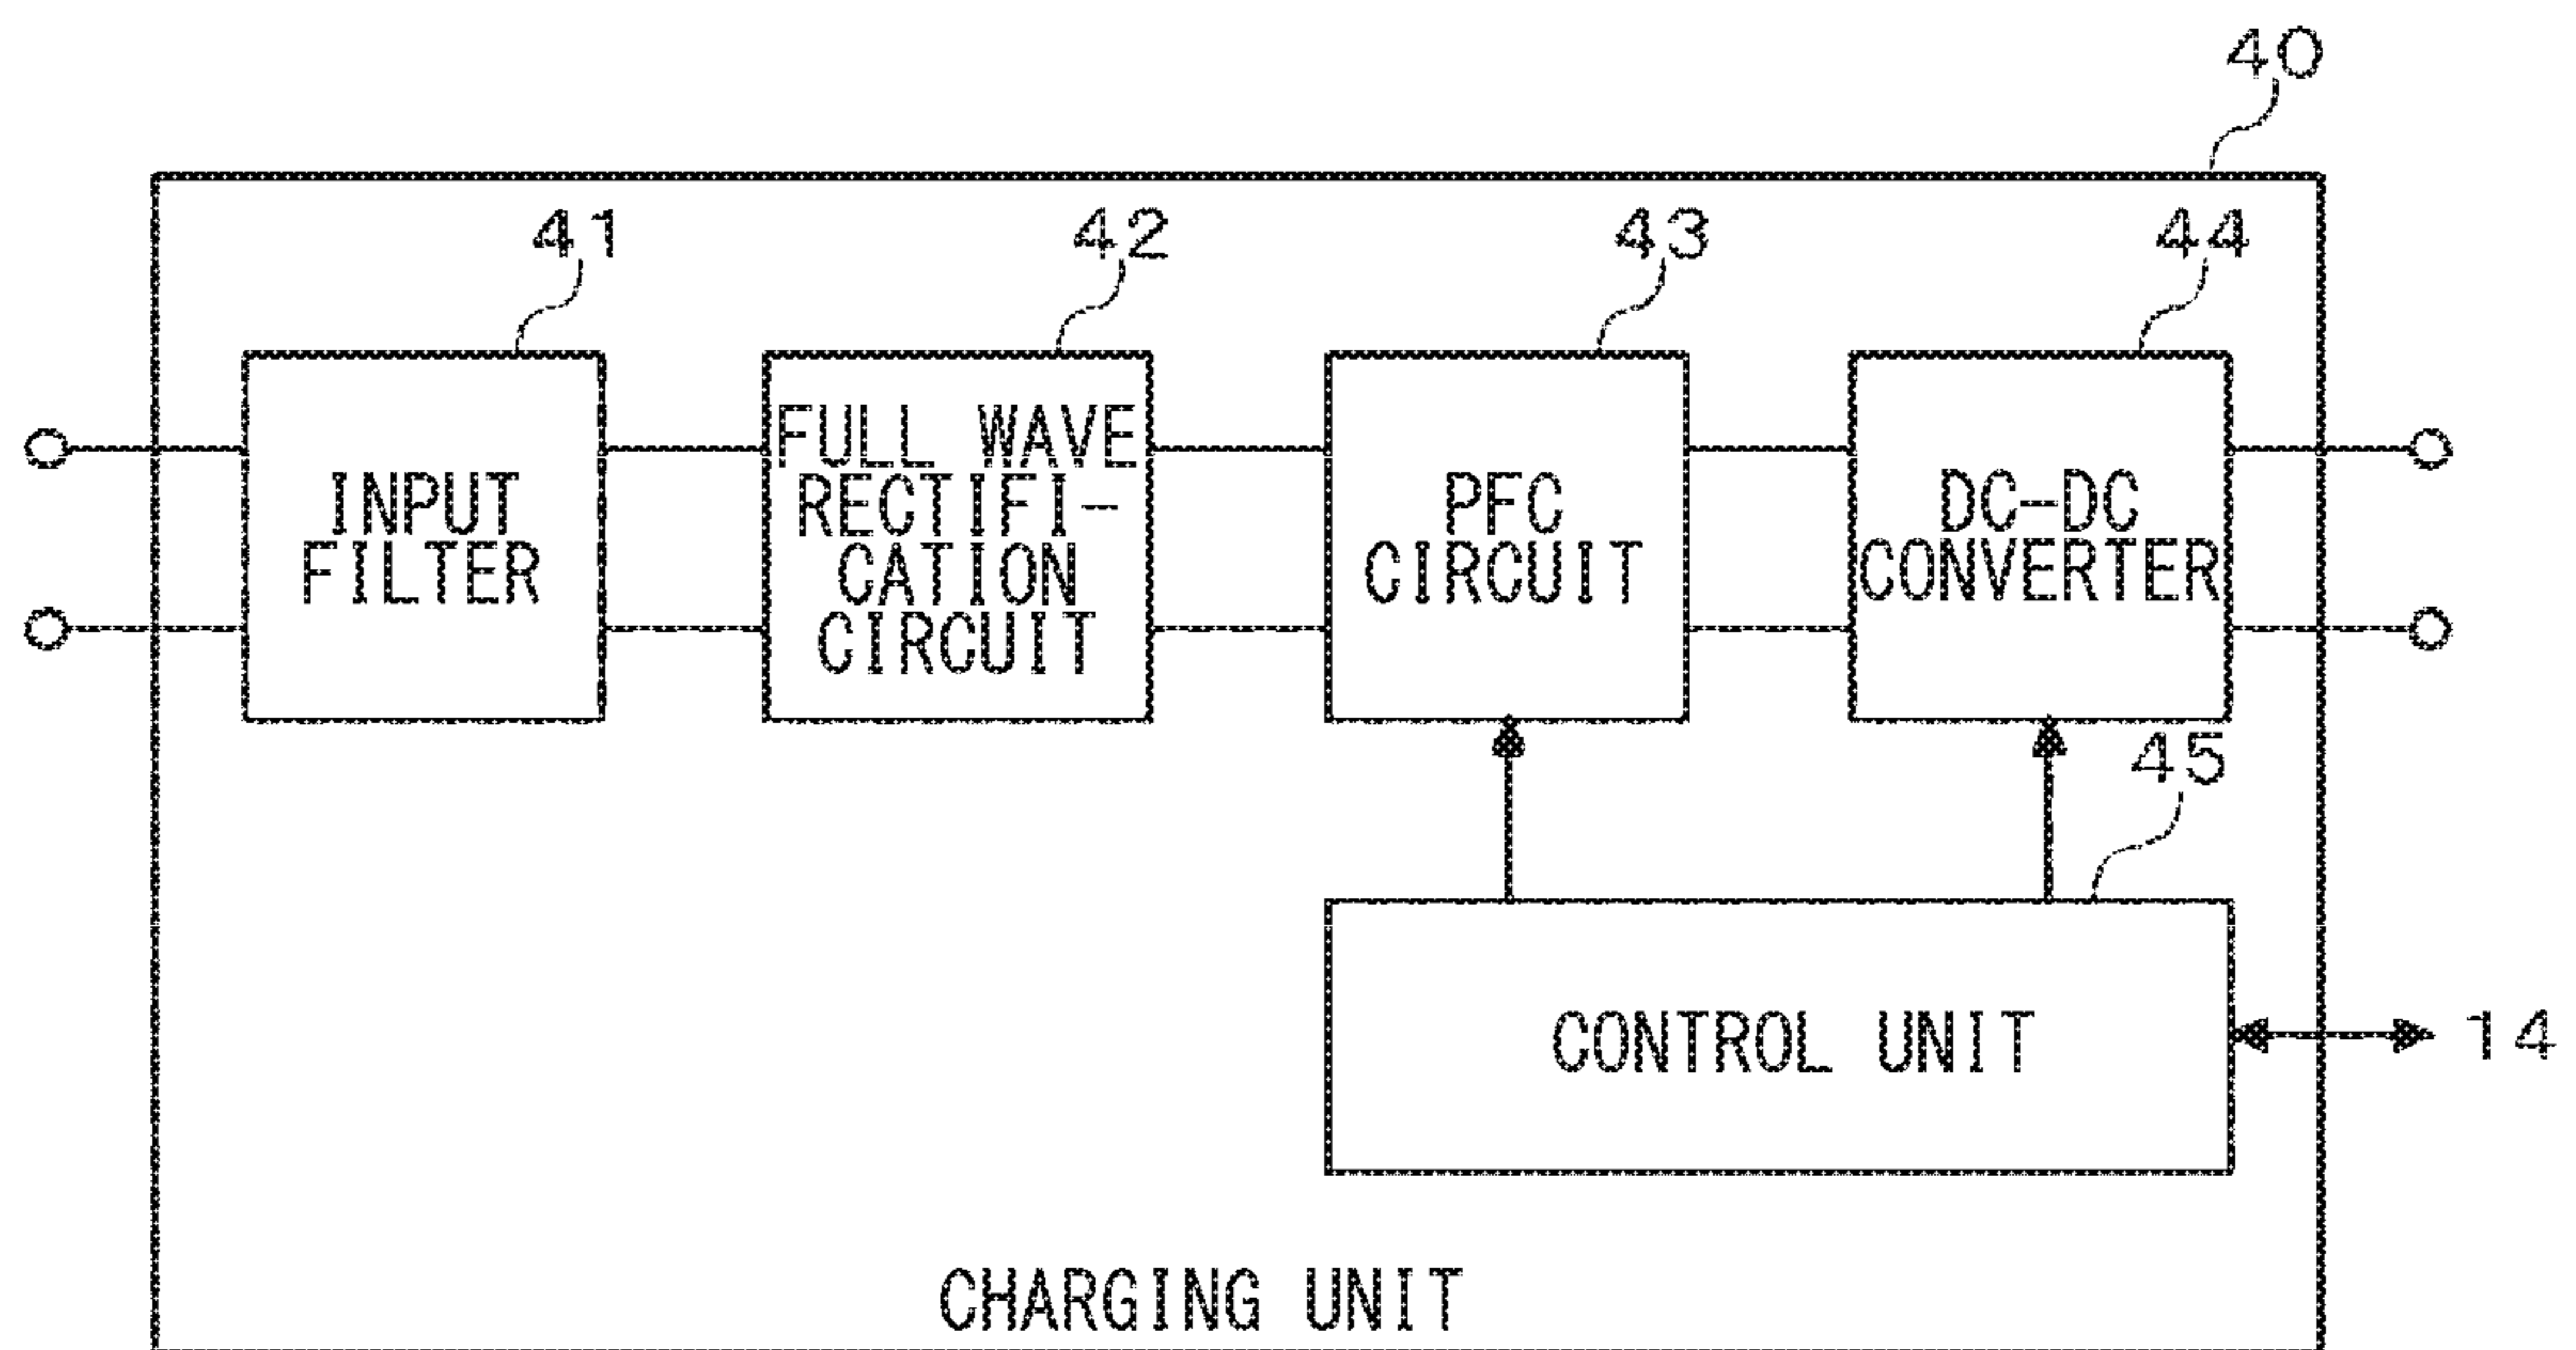 40
41
42
43
44
INPUT
FILTER
FULL WAVE
RECTIFI-
CATION
CIRCUIT
PFC
CIRCUIT
DC-DC
CONVERTER
45
CONTROL UNIT
14
CHARGING UNIT